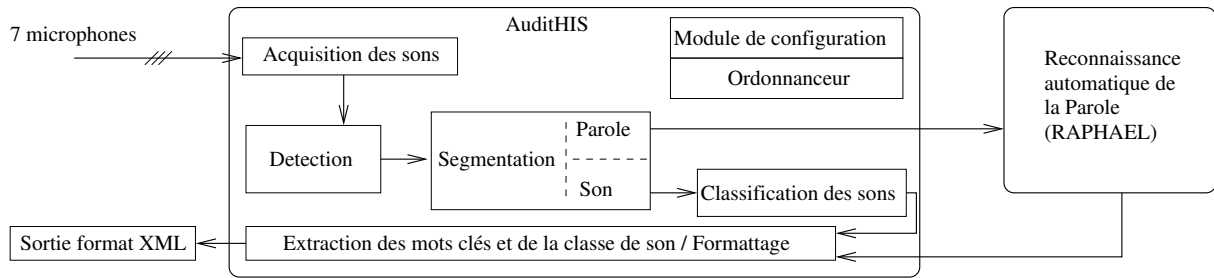 AuditHIS
7 microphones
Acquisition des sons
Module de configuration
Ordonnanceur
Reconnaissance
automatique de
la Parole
(RAPHAEL)
Detection
Segmentation
Parole
Son
Classification des sons
Sortie format XML
Extraction des mots clés et de la classe de son / Formattage